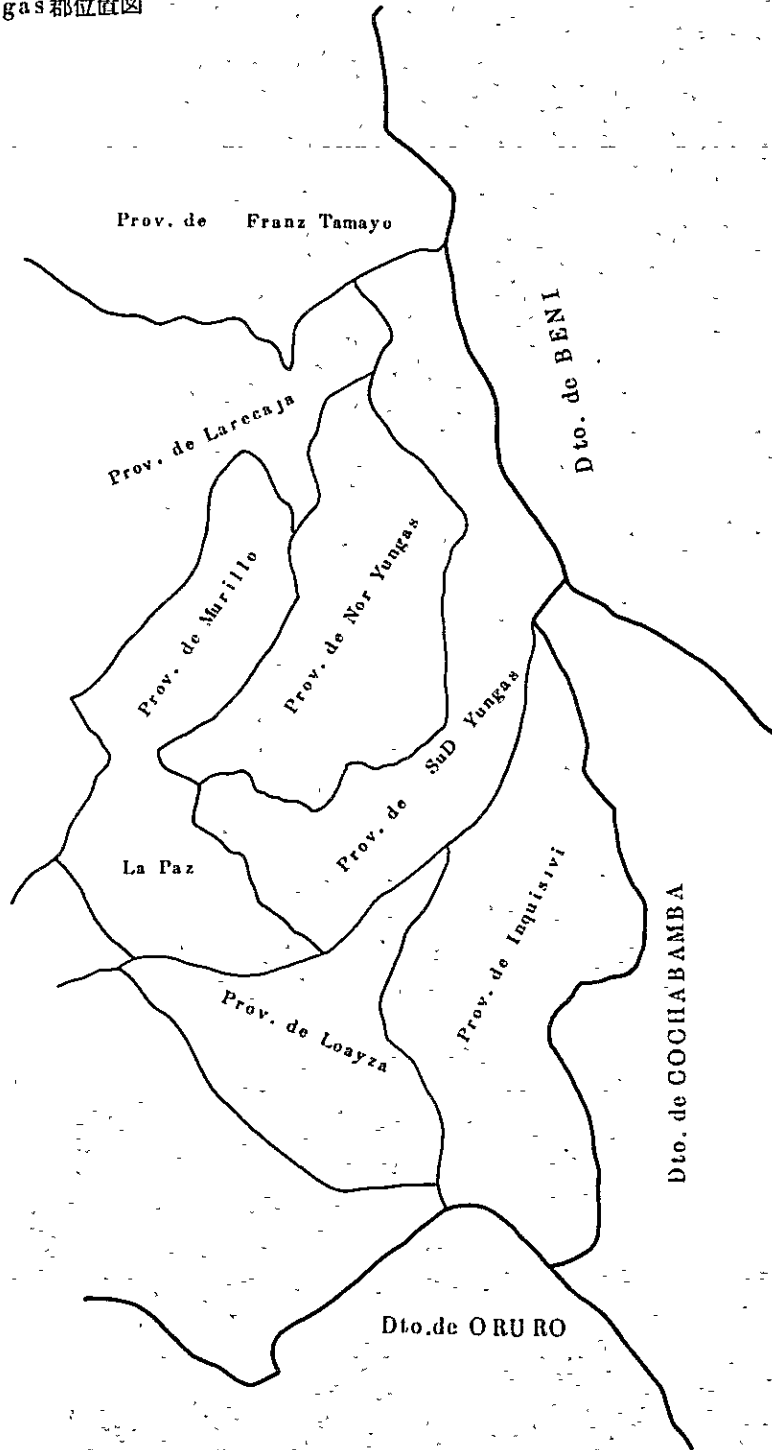 gas郡位置図
Prov. de Franz Tamayo
Dto. de BENI
Prov. de Larecaja
Prov. de Murillo
Prov. de Nor Yungas
Prov. de SuD Yungas
La Paz
Prov. de Inquisivi
Prov. de Loayza
Dto. de COCHABAMBA
Dto.de ORURO